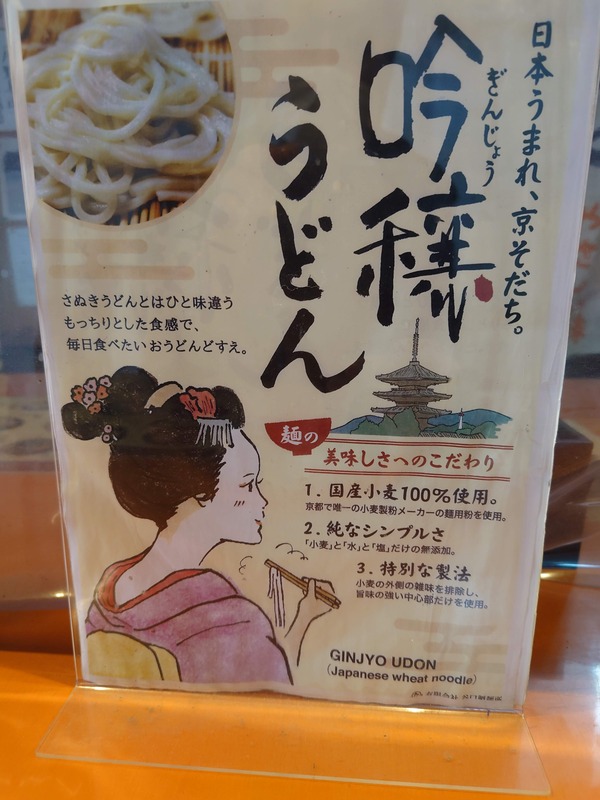 日本うまれ、京そだち。
ぎんじょう
吟穣
うどん
さぬきうどんとはひと味違う
もっちりとした食感で、
毎日食べたいおうどんどすえ。
麺の
美味しさへのこだわり
1. 国産小麦100%使用。
京都で唯一の小麦製粉メーカーの麺用粉を使用。
2. 純なシンプルさ
「小麦」と「水」と「塩」だけの無添加。
3. 特別な製法
小麦の外側の雑味を排除し、
旨味の強い中心部だけを使用。
GINJYO UDON
(Japanese wheat noodle)